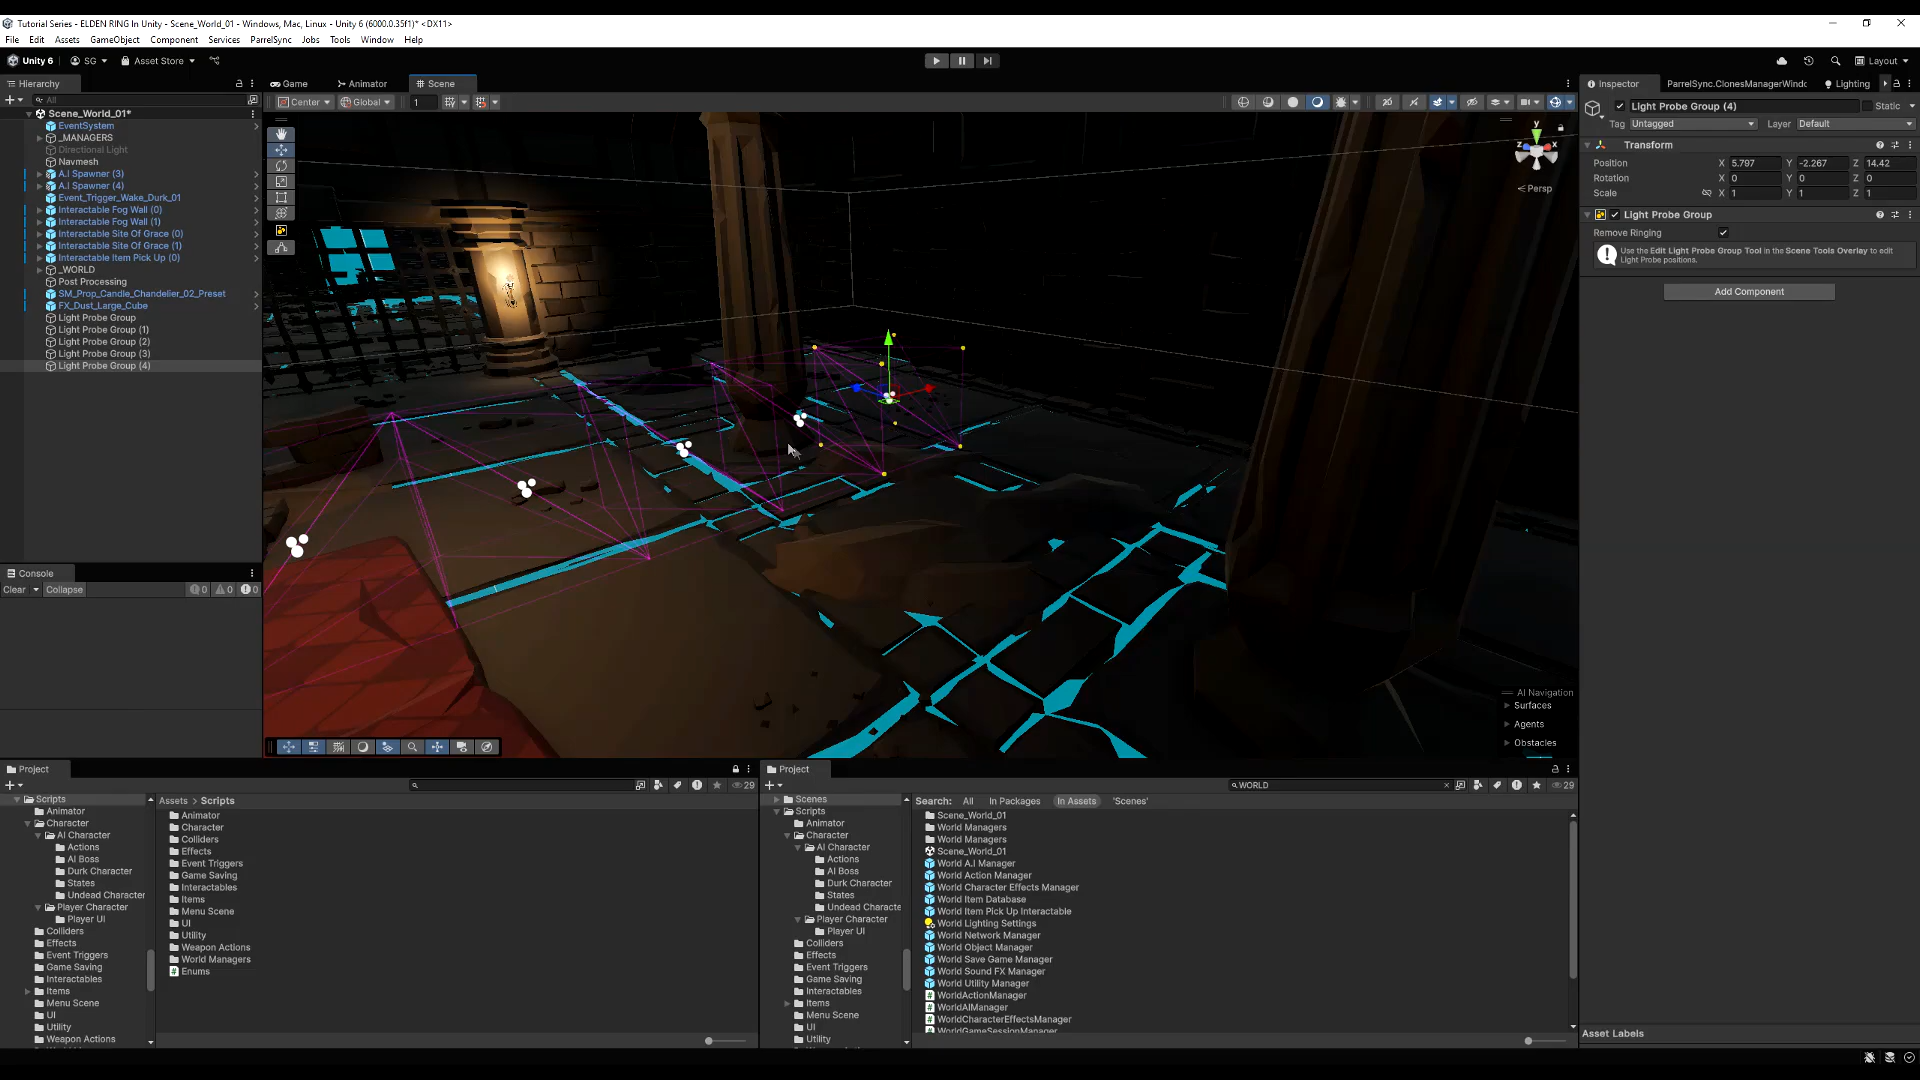 Tutorial Series - ELDEN RING In Unity - Scene_World_01 - Windows, Mac, Linux - Unity 6 (6000.0.35f1)* <DX11>
File Edit Assets GameObject Component Services ParrelSync Jobs Tools Window Help
Unity 6 SG Asset Store Layout
Hierarchy
All
Scene_World_01*
EventSystem
_MANAGERS
Directional Light
Navmesh
A.I Spawner (3)
A.I Spawner (4)
Event_Trigger_Wake_Durk_01
Interactable Fog Wall (0)
Interactable Fog Wall (1)
Interactable Site Of Grace (0)
Interactable Site Of Grace (1)
Interactable Item Pick Up (0)
_WORLD
Post Processing
SM_Prop_Candle_Chandelier_02_Preset
FX_Dust_Large_Cube
Light Probe Group
Light Probe Group (1)
Light Probe Group (2)
Light Probe Group (3)
Light Probe Group (4)
Console
Clear Collapse 0 0 0
Game Animator Scene
Center Global 1 2D
y
z x
Persp
AI Navigation
Surfaces
Agents
Obstacles
Inspector ParrelSync.ClonesManagerWindo Lighting
Light Probe Group (4) Static
Tag Untagged Layer Default
Transform
Position X 5.797 Y -2.267 Z 14.42
Rotation X 0 Y 0 Z 0
Scale X 1 Y 1 Z 1
Light Probe Group
Remove Ringing
Use the Edit Light Probe Group Tool in the Scene Tools Overlay to edit
Light Probe positions.
Add Component
Asset Labels
Project
29
Scripts
Animator
Character
AI Character
Actions
AI Boss
Durk Character
States
Undead Character
Player Character
Player UI
Colliders
Effects
Event Triggers
Game Saving
Interactables
Items
Menu Scene
UI
Utility
Weapon Actions
Assets > Scripts
Animator
Character
Colliders
Effects
Event Triggers
Game Saving
Interactables
Items
Menu Scene
UI
Utility
Weapon Actions
World Managers
Enums
Project
WORLD
29
Scenes
Scripts
Animator
Character
AI Character
Actions
AI Boss
Durk Character
States
Undead Characte
Player Character
Player UI
Colliders
Effects
Event Triggers
Game Saving
Interactables
Items
Menu Scene
UI
Utility
Search: All In Packages In Assets 'Scenes'
Scene_World_01
World Managers
World Managers
Scene_World_01
World A.I Manager
World Action Manager
World Character Effects Manager
World Item Database
World Item Pick Up Interactable
World Lighting Settings
World Network Manager
World Object Manager
World Save Game Manager
World Sound FX Manager
World Utility Manager
WorldActionManager
WorldAIManager
WorldCharacterEffectsManager
WorldGameSessionManager